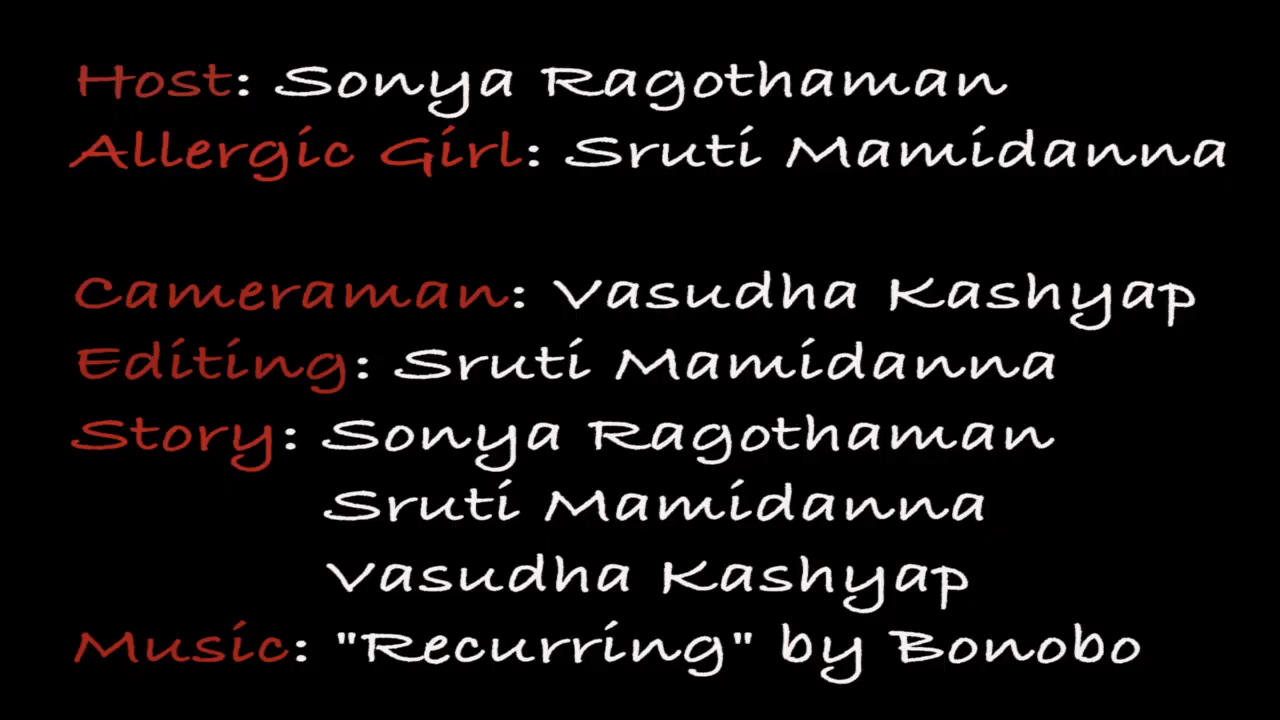 Host: Sonya Ragothaman
Allergic Girl: Sruti Mamidanna
Cameraman: Vasudha Kashyap
Editing: Sruti Mamidanna
Story: Sonya Ragothaman
Sruti Mamidanna
Vasudha Kashyap
Music: "Recurring" by Bonobo